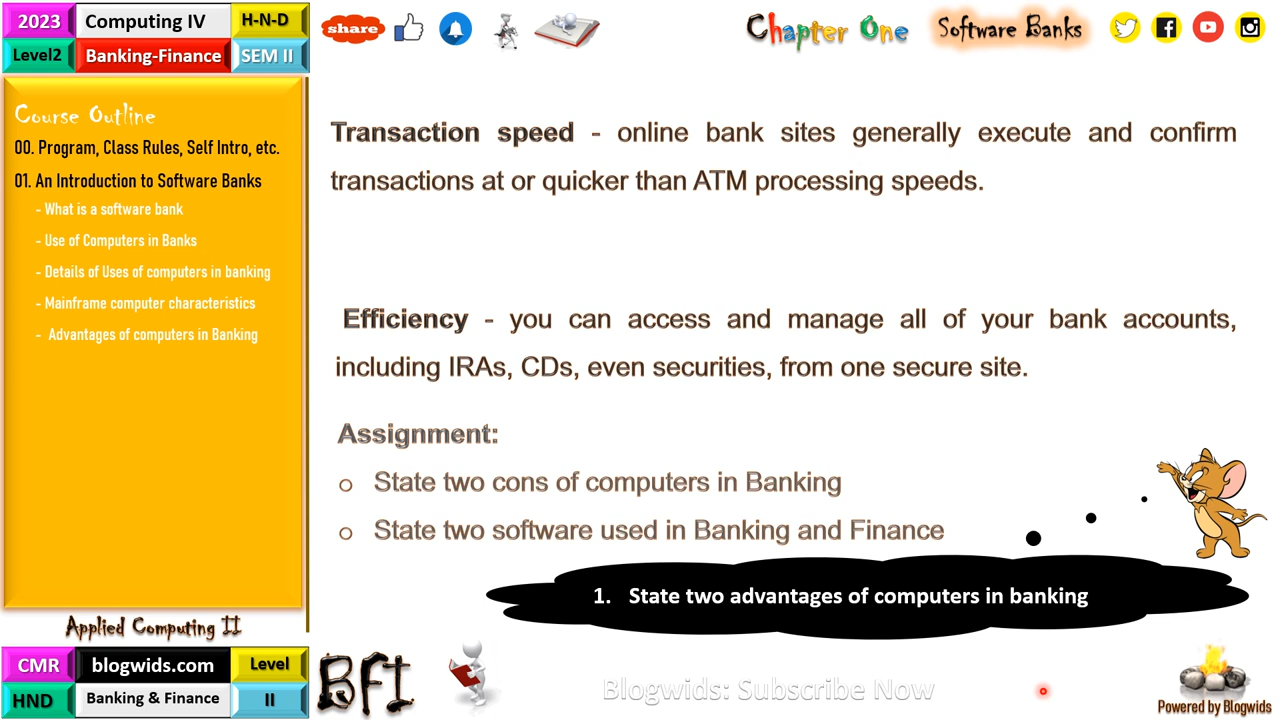 2023 Computing IV H-N-D
Level2 Banking-Finance SEM II
share
Chapter One Software Banks
Course Outline
00. Program, Class Rules, Self Intro, etc.
01. An Introduction to Software Banks
- What is a software bank
- Use of Computers in Banks
- Details of Uses of computers in banking
- Mainframe computer characteristics
- Advantages of computers in Banking
Applied Computing II
Transaction speed - online bank sites generally execute and confirm
transactions at or quicker than ATM processing speeds.
Efficiency - you can access and manage all of your bank accounts,
including IRAs, CDs, even securities, from one secure site.
Assignment:
o State two cons of computers in Banking
o State two software used in Banking and Finance
1. State two advantages of computers in banking
CMR blogwids.com Level
HND Banking & Finance II
BFI
Blogwids: Subscribe Now
Powered by Blogwids